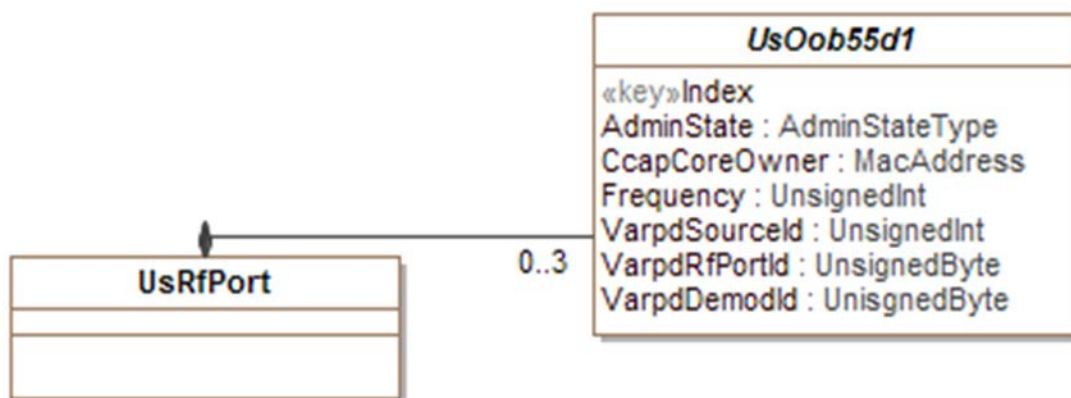 UsOob55d1
«key»Index
AdminState : AdminStateType
CcapCoreOwner : MacAddress
Frequency : UnsignedInt
VarpdSourceId : UnsignedInt
VarpdRfPortId : UnsignedByte
VarpdDemodId : UnisgnedByte
0..3
UsRfPort